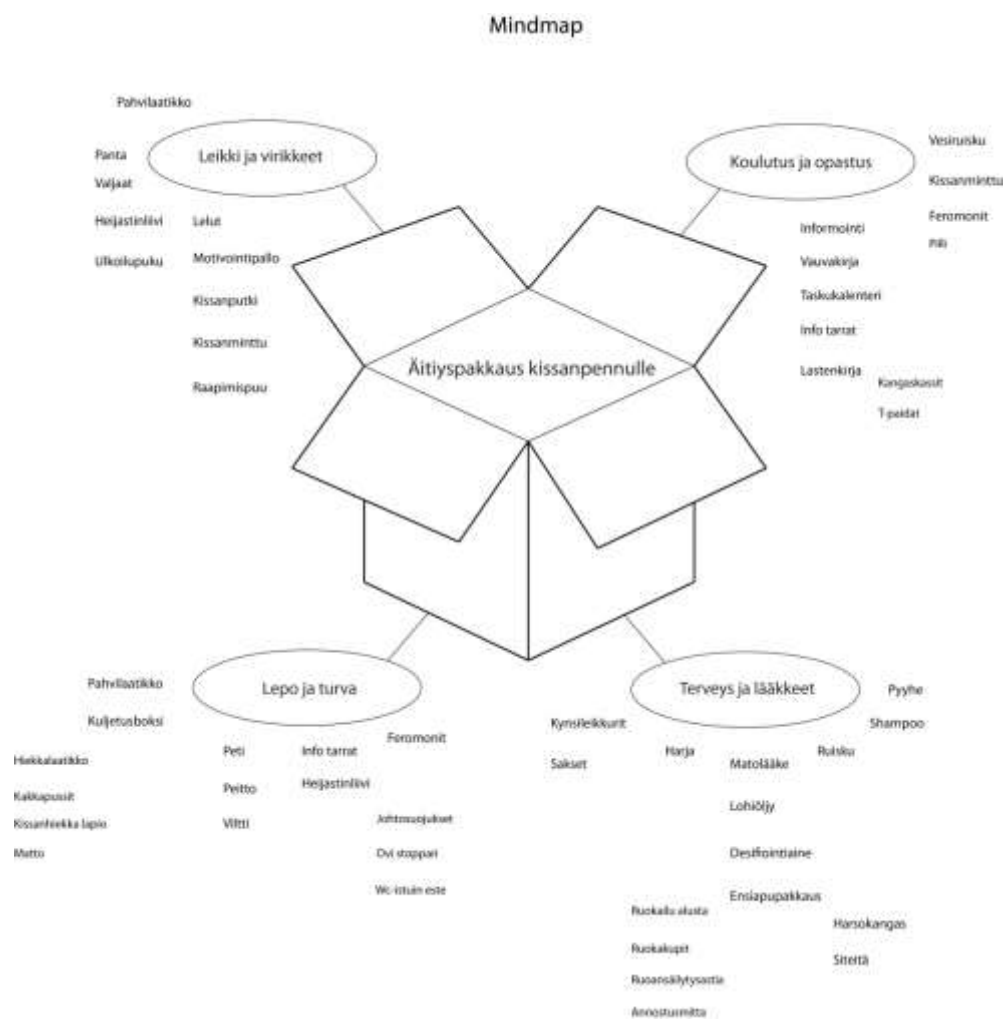 Mindmap
Pahvilaatikko
Leikki ja virikkeet
Panta
Valjaat
Heijastinliivi
Ulkoilupuku
Lelut
Motivointipallo
Kissanputki
Kissanminttu
Raapimispuu
Koulutus ja opastus
Vesiruisku
Kissanminttu
Feromonit
Pilli
Informointi
Vauvakirja
Taskukalenteri
Info tarrat
Lastenkirja
Kangaskassit
T-paidat
Äitiyspakkaus kissanpennulle
Lepo ja turva
Pahvilaatikko
Kuljetusboksi
Hiekkalaatikko
Kakkapussit
Kissanhiekka lapio
Matto
Peti
Peitto
Viltti
Info tarrat
Heijastinliivi
Feromonit
Johtosuojukset
Ovi stoppari
Wc-istuin este
Terveys ja lääkkeet
Pyyhe
Shampoo
Ruisku
Kynsileikkurit
Sakset
Harja
Matolääke
Lohiöljy
Desifiointiaine
Ensiapupakkaus
Harsokangas
Siteitä
Ruokailu alusta
Ruokakupit
Ruoansäilytysastia
Annostusmitta